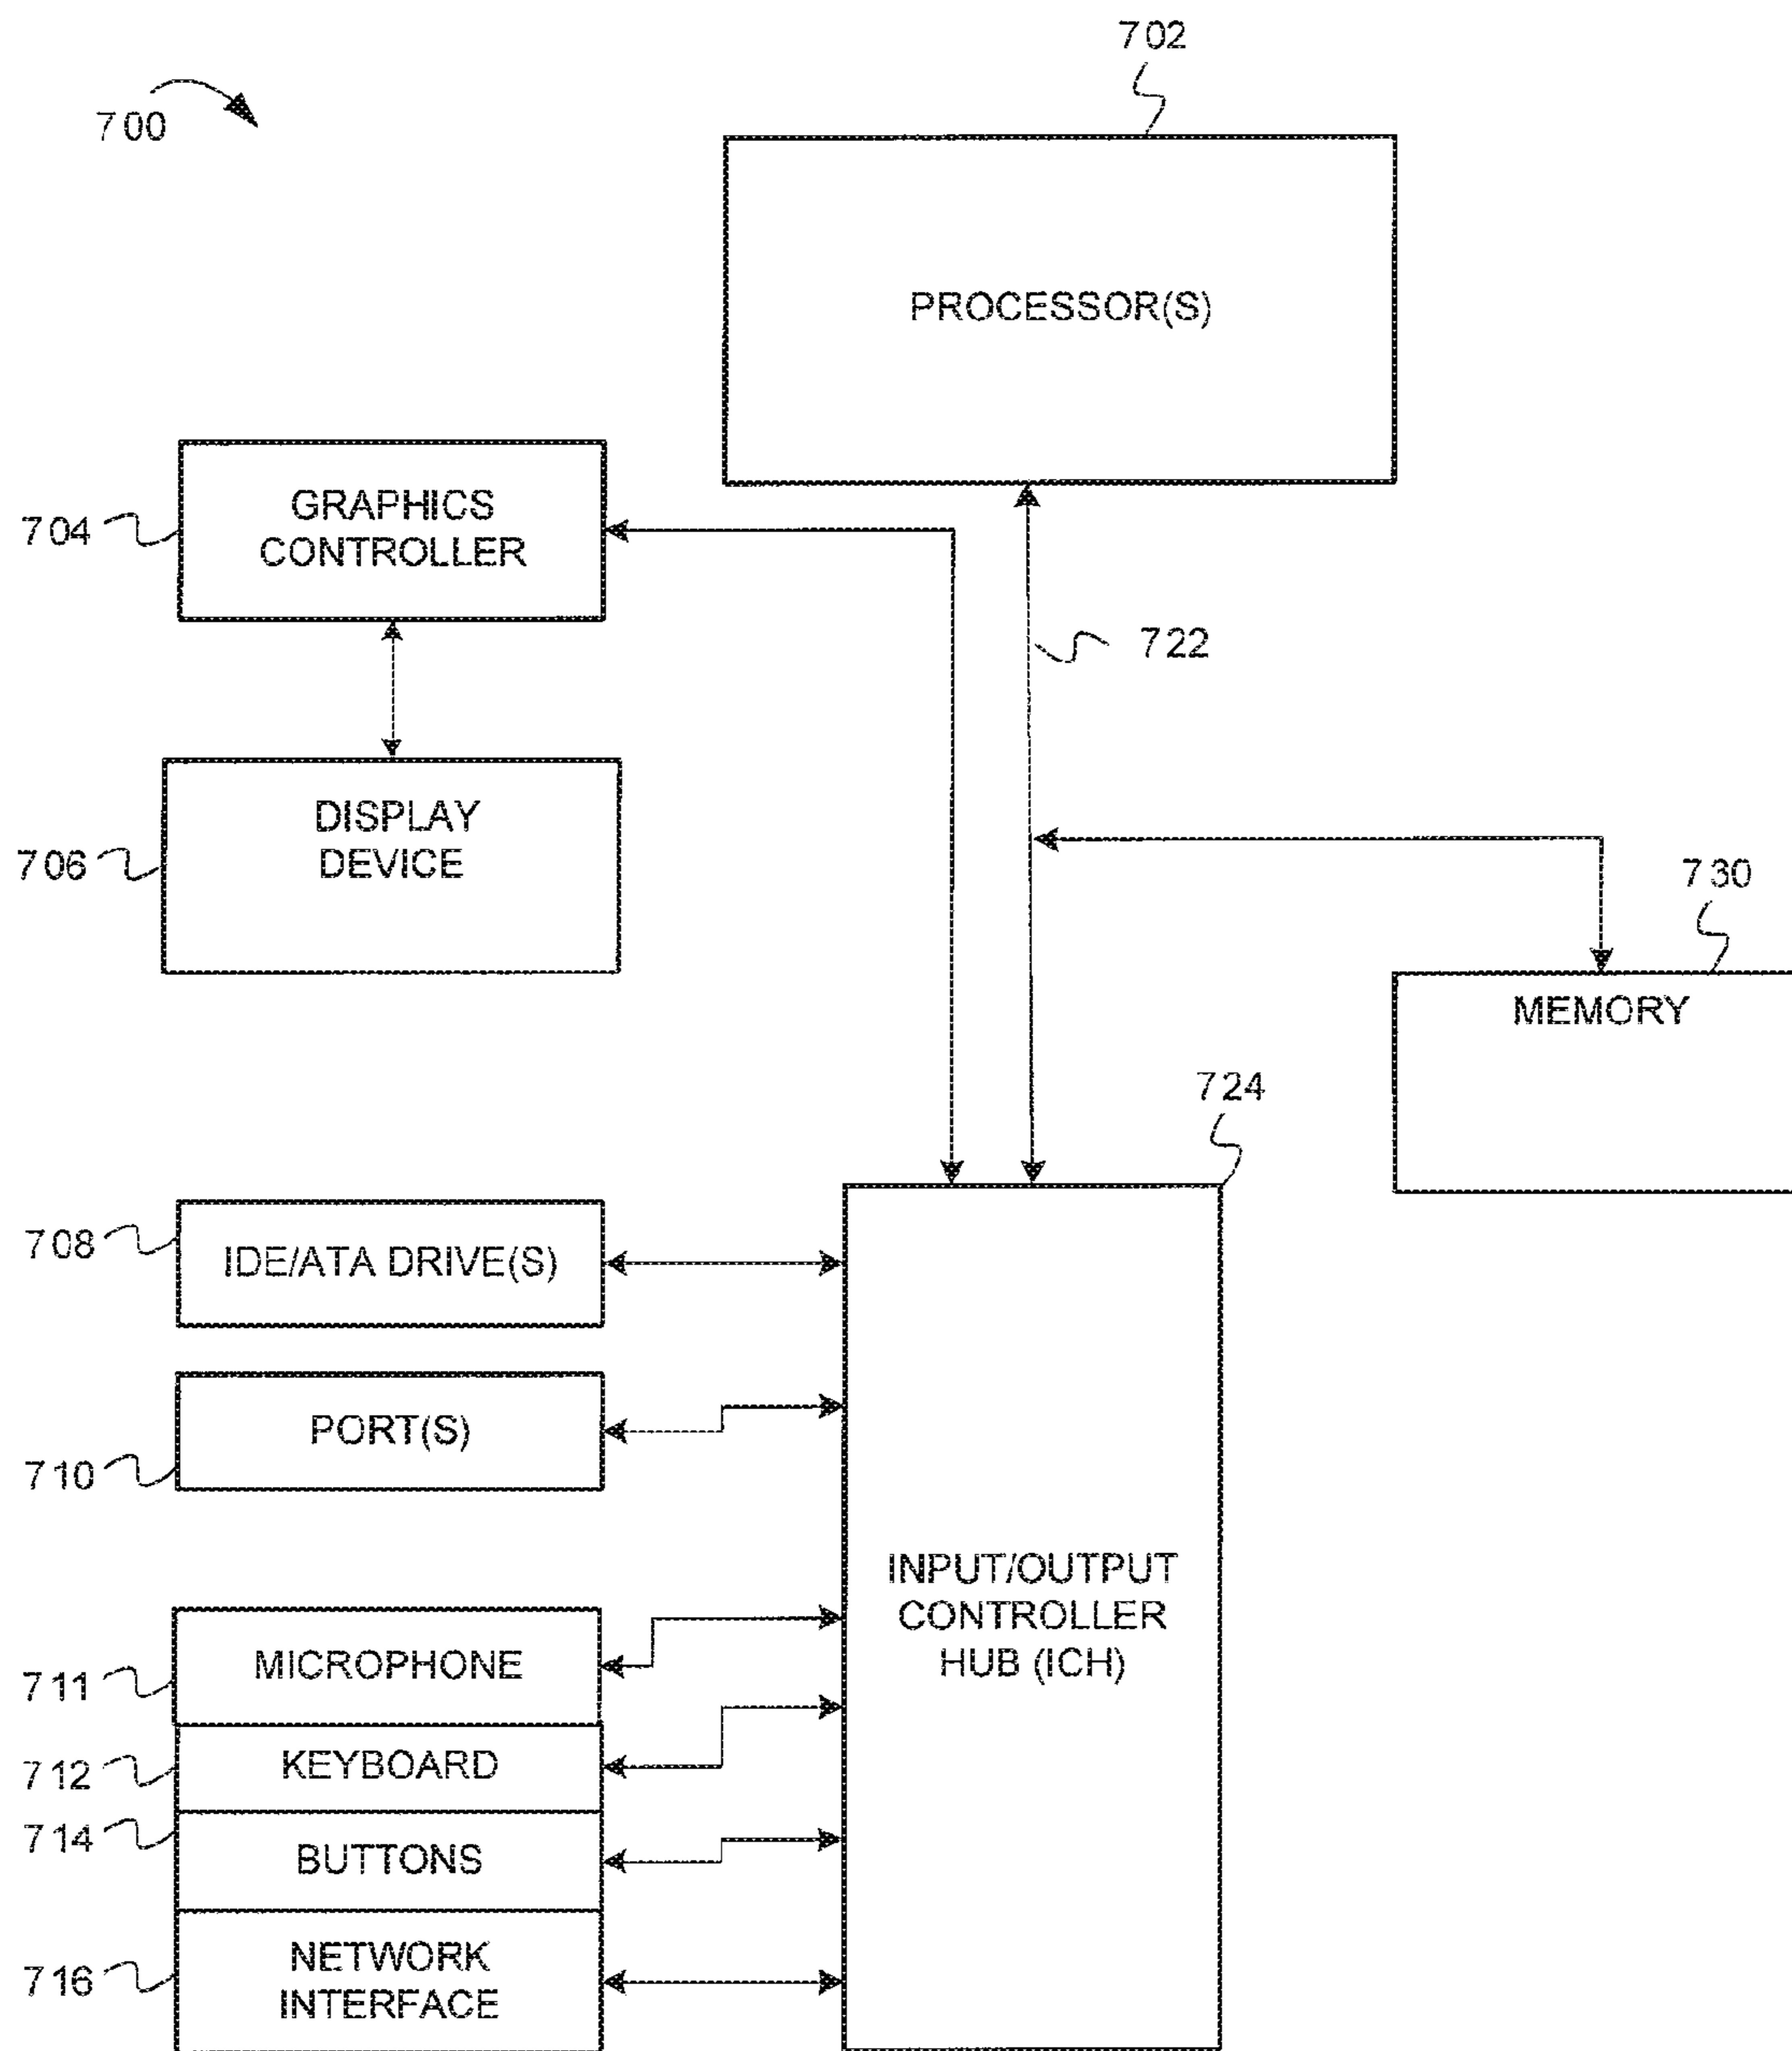 702
700
PROCESSOR(S)
GRAPHICS
CONTROLLER
704
722
DISPLAY
DEVICE
706
730
MEMORY
724
708
IDE/ATA DRIVE(S)
PORT(S)
710
INPUT/OUTPUT
CONTROLLER
HUB (ICH)
MICROPHONE
711
KEYBOARD
712
714
BUTTONS
NETWORK
INTERFACE
716